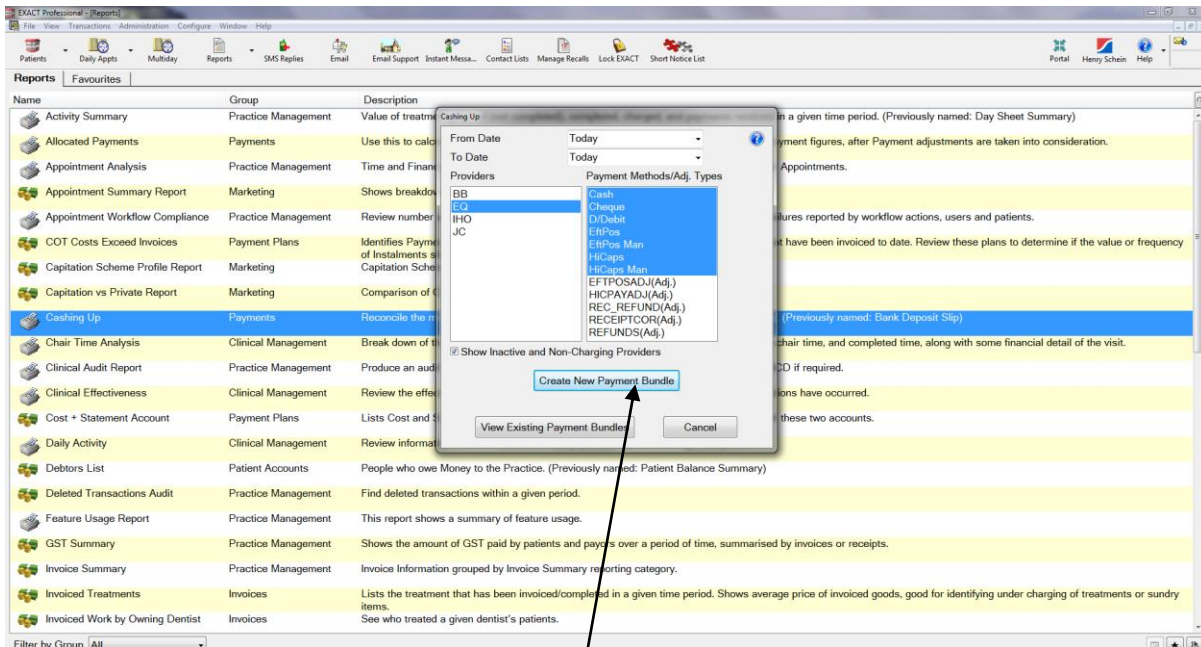 EXACT Professional - [Reports]
File View Transactions Administration Configure Window Help
Patients Daily Appts Multiday Reports SMS Replies Email Email Support Instant Messa... Contact Lists Manage Recalls Lock EXACT Short Notice List Portal Henry Schein Help
Reports Favourites
Name Group Description
Activity Summary Practice Management Value of treatme in a given time period. (Previously named: Day Sheet Summary)
Allocated Payments Payments Use this to calc yment figures, after Payment adjustments are taken into consideration.
Appointment Analysis Practice Management Time and Financ Appointments.
Appointment Summary Report Marketing Shows breakdow
Appointment Workflow Compliance Practice Management Review number ilures reported by workflow actions, users and patients.
COT Costs Exceed Invoices Payment Plans Identifies Payme t have been invoiced to date. Review these plans to determine if the value or frequency
of Instalments s
Capitation Scheme Profile Report Marketing Capitation Sche
Capitation vs Private Report Marketing Comparison of
Cashing Up Payments Reconcile the m (Previously named: Bank Deposit Slip)
Chair Time Analysis Clinical Management Break down of t chair time, and completed time, along with some financial detail of the visit.
Clinical Audit Report Practice Management Produce an aud CD if required.
Clinical Effectiveness Clinical Management Review the effec ions have occurred.
Cost + Statement Account Payment Plans Lists Cost and S these two accounts.
Daily Activity Clinical Management Review informat
Debtors List Patient Accounts People who owe Money to the Practice. (Previously named: Patient Balance Summary)
Deleted Transactions Audit Practice Management Find deleted transactions within a given period.
Feature Usage Report Practice Management This report shows a summary of feature usage.
GST Summary Practice Management Shows the amount of GST paid by patients and payors over a period of time, summarised by invoices or receipts.
Invoice Summary Practice Management Invoice Information grouped by Invoice Summary reporting category.
Invoiced Treatments Invoices Lists the treatment that has been invoiced/completed in a given time period. Shows average price of invoiced goods, good for identifying under charging of treatments or sundry
items.
Invoiced Work by Owning Dentist Invoices See who treated a given dentist's patients.
Filter by Group All
Cashing Up
From Date Today
To Date Today
Providers Payment Methods/Adj. Types
BB Cash
EQ Cheque
IHO D/Debit
JC EftPos
EftPos Man
HiCaps
HiCaps Man
EFTPOSADJ(Adj.)
HICPAYADJ(Adj.)
REC_REFUND(Adj.)
RECEIPTCOR(Adj.)
REFUNDS(Adj.)
Show Inactive and Non-Charging Providers
Create New Payment Bundle
View Existing Payment Bundles Cancel